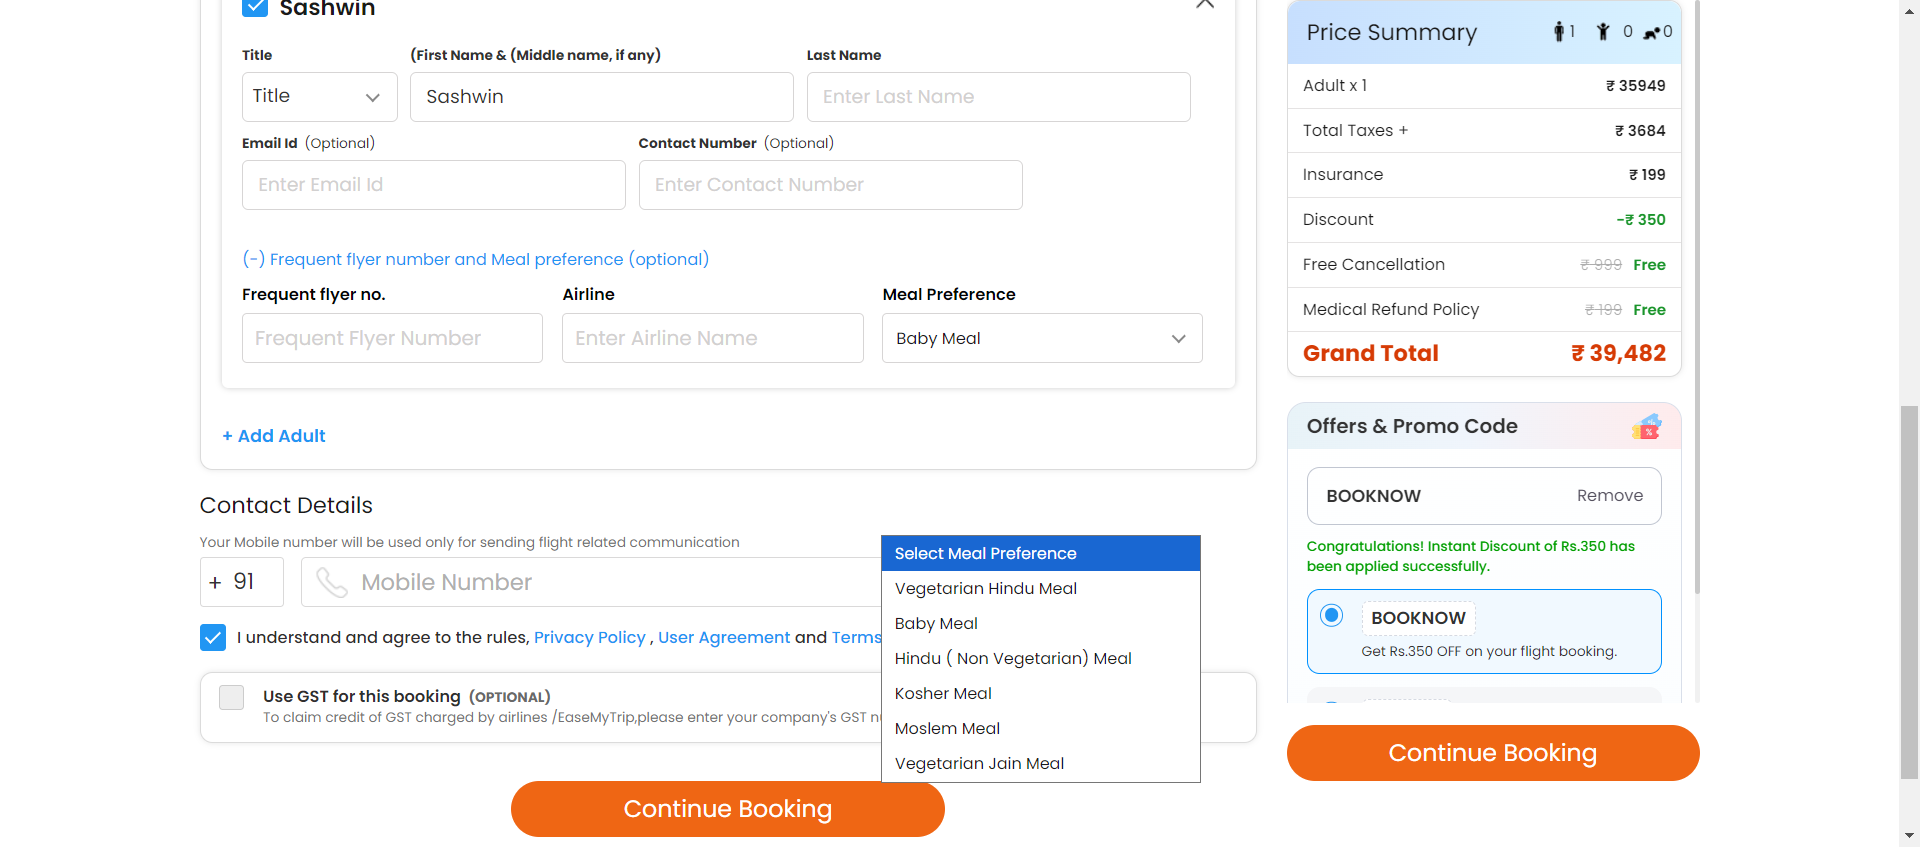 Sashwin
Title
(First Name & (Middle name, if any)
Last Name
Title
Sashwin
Enter Last Name
Email Id (Optional)
Contact Number (Optional)
Enter Email Id
Enter Contact Number
(-) Frequent flyer number and Meal preference (optional)
Frequent flyer no.
Airline
Meal Preference
Frequent Flyer Number
Enter Airline Name
Baby Meal
+ Add Adult
Contact Details
Your Mobile number will be used only for sending flight related communication
+ 91
Mobile Number
I understand and agree to the rules, Privacy Policy , User Agreement and Terms
Use GST for this booking (OPTIONAL)
To claim credit of GST charged by airlines /EaseMyTrip,please enter your company's GST
Select Meal Preference
Vegetarian Hindu Meal
Baby Meal
Hindu ( Non Vegetarian) Meal
Kosher Meal
Moslem Meal
Vegetarian Jain Meal
Continue Booking
Price Summary 1 0 0
Adult x 1 ₹ 35949
Total Taxes + ₹ 3684
Insurance ₹ 199
Discount -₹ 350
Free Cancellation ₹ 999 Free
Medical Refund Policy ₹ 199 Free
Grand Total ₹ 39,482
Offers & Promo Code
%
BOOKNOW Remove
Congratulations! Instant Discount of Rs.350 has
been applied successfully.
BOOKNOW
Get Rs.350 OFF on your flight booking.
Continue Booking